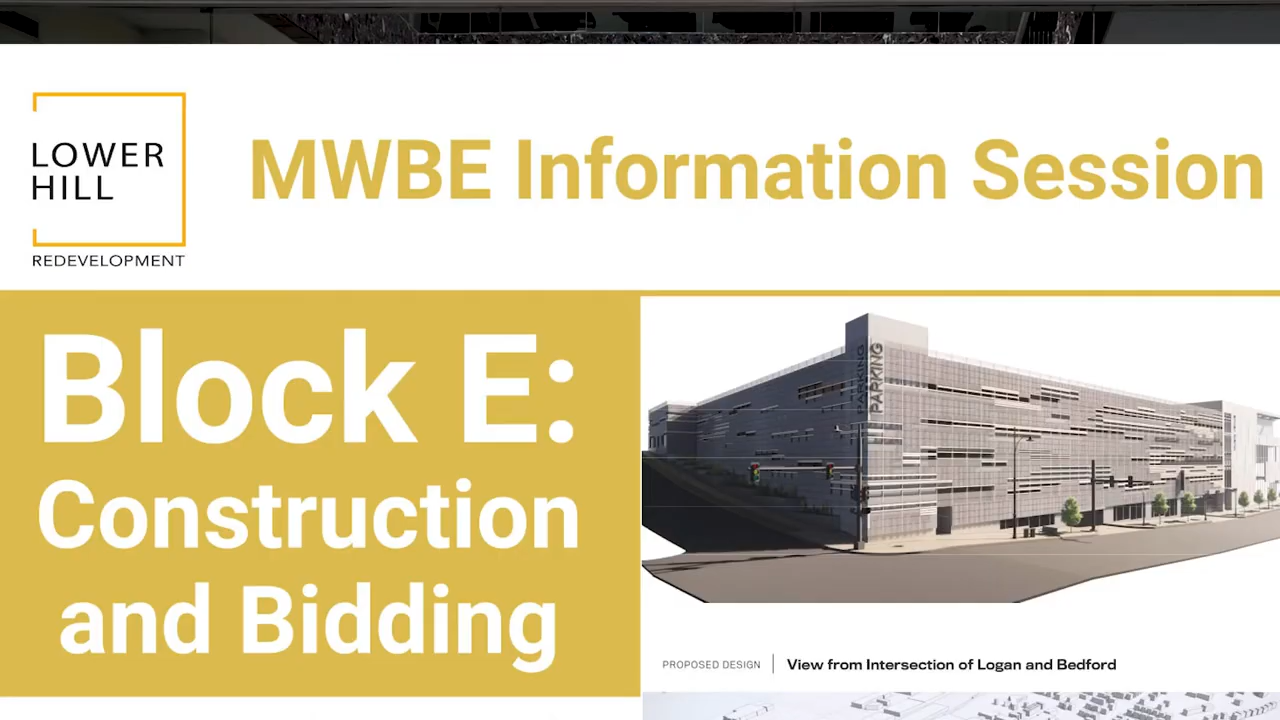 LOWER
HILL
REDEVELOPMENT
MWBE Information Session
Block E:
Construction
and Bidding
PARKING
PARKING
PROPOSED DESIGN | View from Intersection of Logan and Bedford